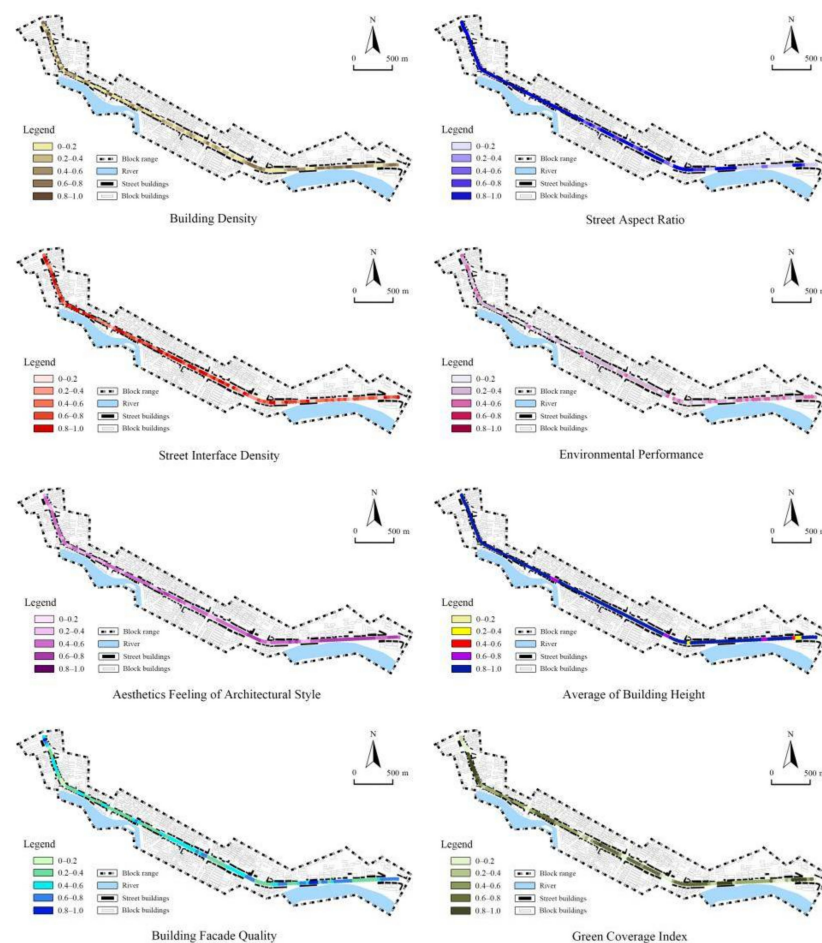 N
0 500 m
Legend
0–0.2
0.2–0.4
0.4–0.6
0.6–0.8
0.8–1.0
Block range
River
Street buildings
Block buildings
Building Density
N
0 500 m
Legend
0–0.2
0.2–0.4
0.4–0.6
0.6–0.8
0.8–1.0
Block range
River
Street buildings
Block buildings
Street Aspect Ratio
N
0 500 m
Legend
0–0.2
0.2–0.4
0.4–0.6
0.6–0.8
0.8–1.0
Block range
River
Street buildings
Block buildings
Street Interface Density
N
0 500 m
Legend
0–0.2
0.2–0.4
0.4–0.6
0.6–0.8
0.8–1.0
Block range
River
Street buildings
Block buildings
Environmental Performance
N
0 500 m
Legend
0–0.2
0.2–0.4
0.4–0.6
0.6–0.8
0.8–1.0
Block range
River
Street buildings
Block buildings
Aesthetics Feeling of Architectural Style
N
0 500 m
Legend
0–0.2
0.2–0.4
0.4–0.6
0.6–0.8
0.8–1.0
Block range
River
Street buildings
Block buildings
Average of Building Height
N
0 500 m
Legend
0–0.2
0.2–0.4
0.4–0.6
0.6–0.8
0.8–1.0
Block range
River
Street buildings
Block buildings
Building Facade Quality
N
0 500 m
Legend
0–0.2
0.2–0.4
0.4–0.6
0.6–0.8
0.8–1.0
Block range
River
Street buildings
Block buildings
Green Coverage Index